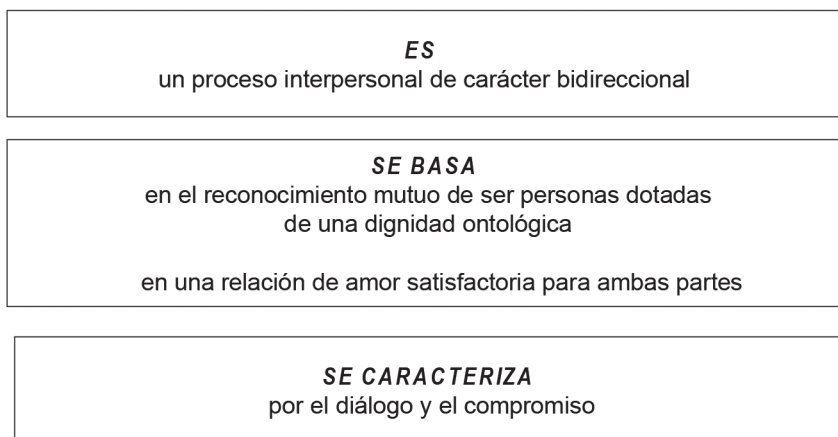 ES
un proceso interpersonal de carácter bidireccional
SE BASA
en el reconocimiento mutuo de ser personas dotadas
de una dignidad ontológica
en una relación de amor satisfactoria para ambas partes
SE CARACTERIZA
por el diálogo y el compromiso